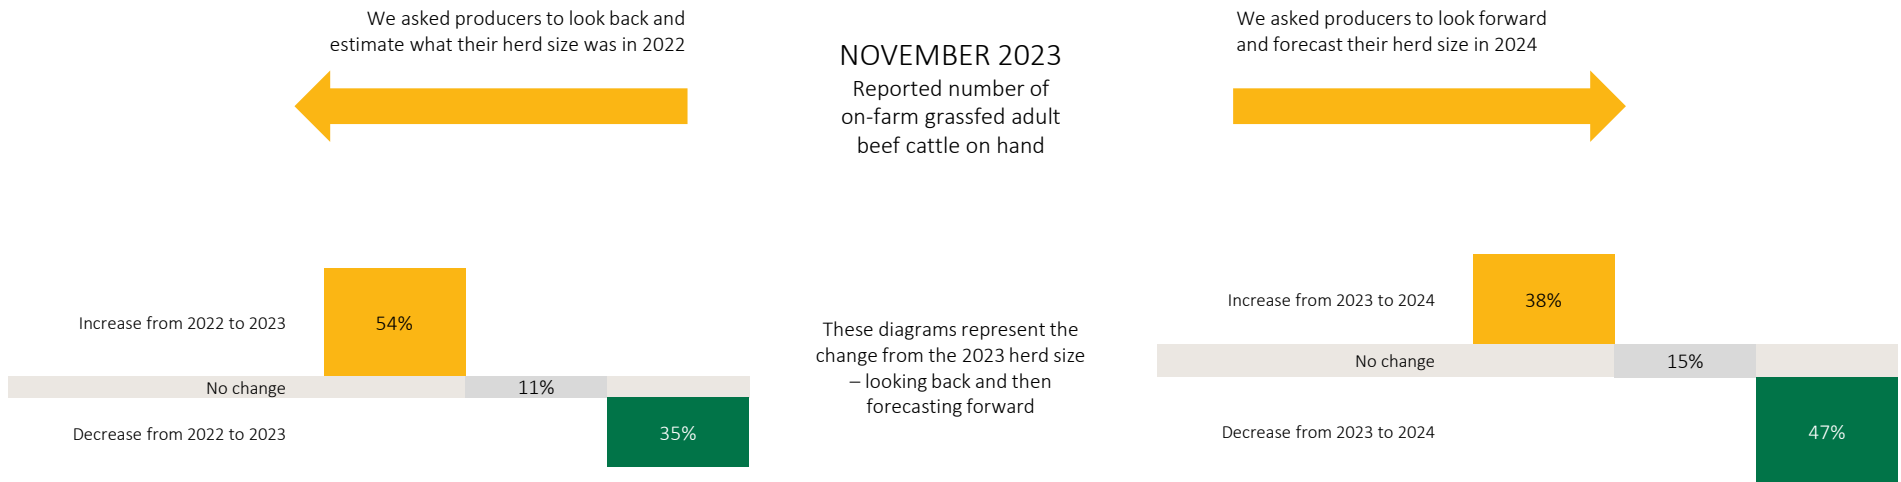 We asked producers to look back and
estimate what their herd size was in 2022
NOVEMBER 2023
Reported number of
on-farm grassfed adult
beef cattle on hand
We asked producers to look forward
and forecast their herd size in 2024
Increase from 2022 to 2023
54%
No change
11%
Decrease from 2022 to 2023
35%
These diagrams represent the
change from the 2023 herd size
– looking back and then
forecasting forward
Increase from 2023 to 2024
38%
No change
15%
Decrease from 2023 to 2024
47%